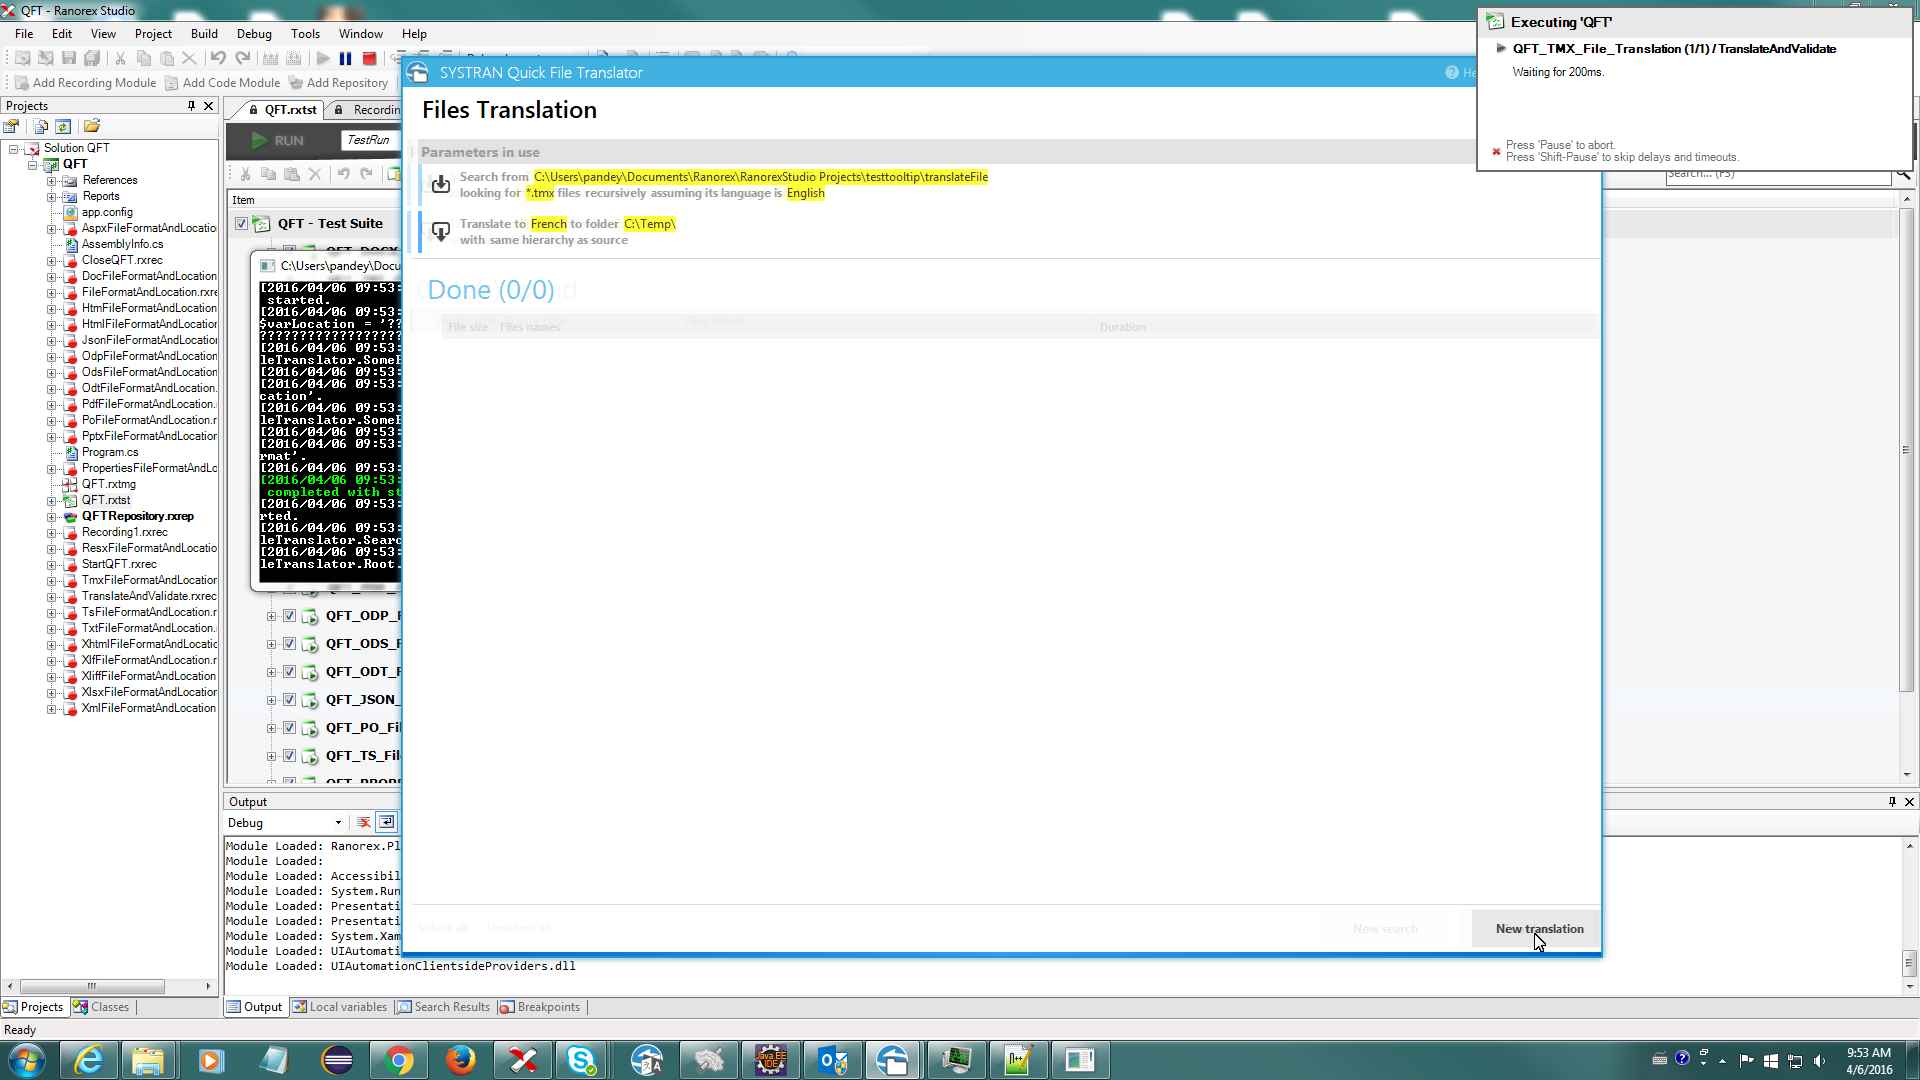 QFT - Ranorex Studio
File Edit View Project Build Debug Tools Window Help
Add Recording Module Add Code Module Add Repository
Projects
Solution QFT
QFT
References
Reports
app.config
AspxFileFormatAndLocatio
AssemblyInfo.cs
CloseQFT.rxrec
DocFileFormatAndLocation
FileFormatAndLocation.rxre
HtmFileFormatAndLocation
HtmlFileFormatAndLocation
JsonFileFormatAndLocation
OdpFileFormatAndLocation
OdsFileFormatAndLocation
OdtFileFormatAndLocation.
PdfFileFormatAndLocation.
PoFileFormatAndLocation.r
PptxFileFormatAndLocation
Program.cs
PropertiesFileFormatAndLo
QFT.rxtmg
QFT.rxtst
QFTRepository.rxrep
Recording1.rxrec
ResxFileFormatAndLocatio
StartQFT.rxrec
TmxFileFormatAndLocation
TranslateAndValidate.rxrec
TsFileFormatAndLocation.r
TxtFileFormatAndLocation.
XhtmlFileFormatAndLocatio
XlfFileFormatAndLocation.r
XliffFileFormatAndLocation
XlsxFileFormatAndLocation
XmlFileFormatAndLocation
Projects Classes
QFT.rxtst Recordin
RUN TestRun
Item
QFT - Test Suite
C:\Users\pandey\Docu
[2016/04/06 09:53:
started.
[2016/04/06 09:53:
$varLocation = '??
??????????????????
[2016/04/06 09:53:
leTranslator.SomeE
[2016/04/06 09:53:
[2016/04/06 09:53:
cation'.
[2016/04/06 09:53:
leTranslator.SomeE
[2016/04/06 09:53:
[2016/04/06 09:53:
rmat'.
[2016/04/06 09:53:
[2016/04/06 09:53:
completed with st
[2016/04/06 09:53:
rted.
[2016/04/06 09:53:
leTranslator.Searc
[2016/04/06 09:53:
leTranslator.Root.
QFT_ODP_F
QFT_ODS_F
QFT_ODT_F
QFT_JSON_
QFT_PO_Fil
QFT_TS_Fil
SYSTRAN Quick File Translator
He
Files Translation
Parameters in use
Search from C:\Users\pandey\Documents\Ranorex\RanorexStudio Projects\testtooltip\translateFile
looking for *.tmx files recursively assuming its language is English
Translate to French to folder C:\Temp\
with same hierarchy as source
Done (0/0)
File size Files names Duration
New search New translation
Executing 'QFT'
QFT_TMX_File_Translation (1/1) / TranslateAndValidate
Waiting for 200ms.
Press 'Pause' to abort.
Press 'Shift-Pause' to skip delays and timeouts.
Search... (F3)
Output
Debug
Module Loaded: Ranorex.Pl
Module Loaded:
Module Loaded: Accessibil
Module Loaded: System.Run
Module Loaded: Presentati
Module Loaded: Presentati
Module Loaded: System.Xam
Module Loaded: UIAutomati
Module Loaded: UIAutomationClientsideProviders.dll
Output Local variables Search Results Breakpoints
Ready
9:53 AM
4/6/2016